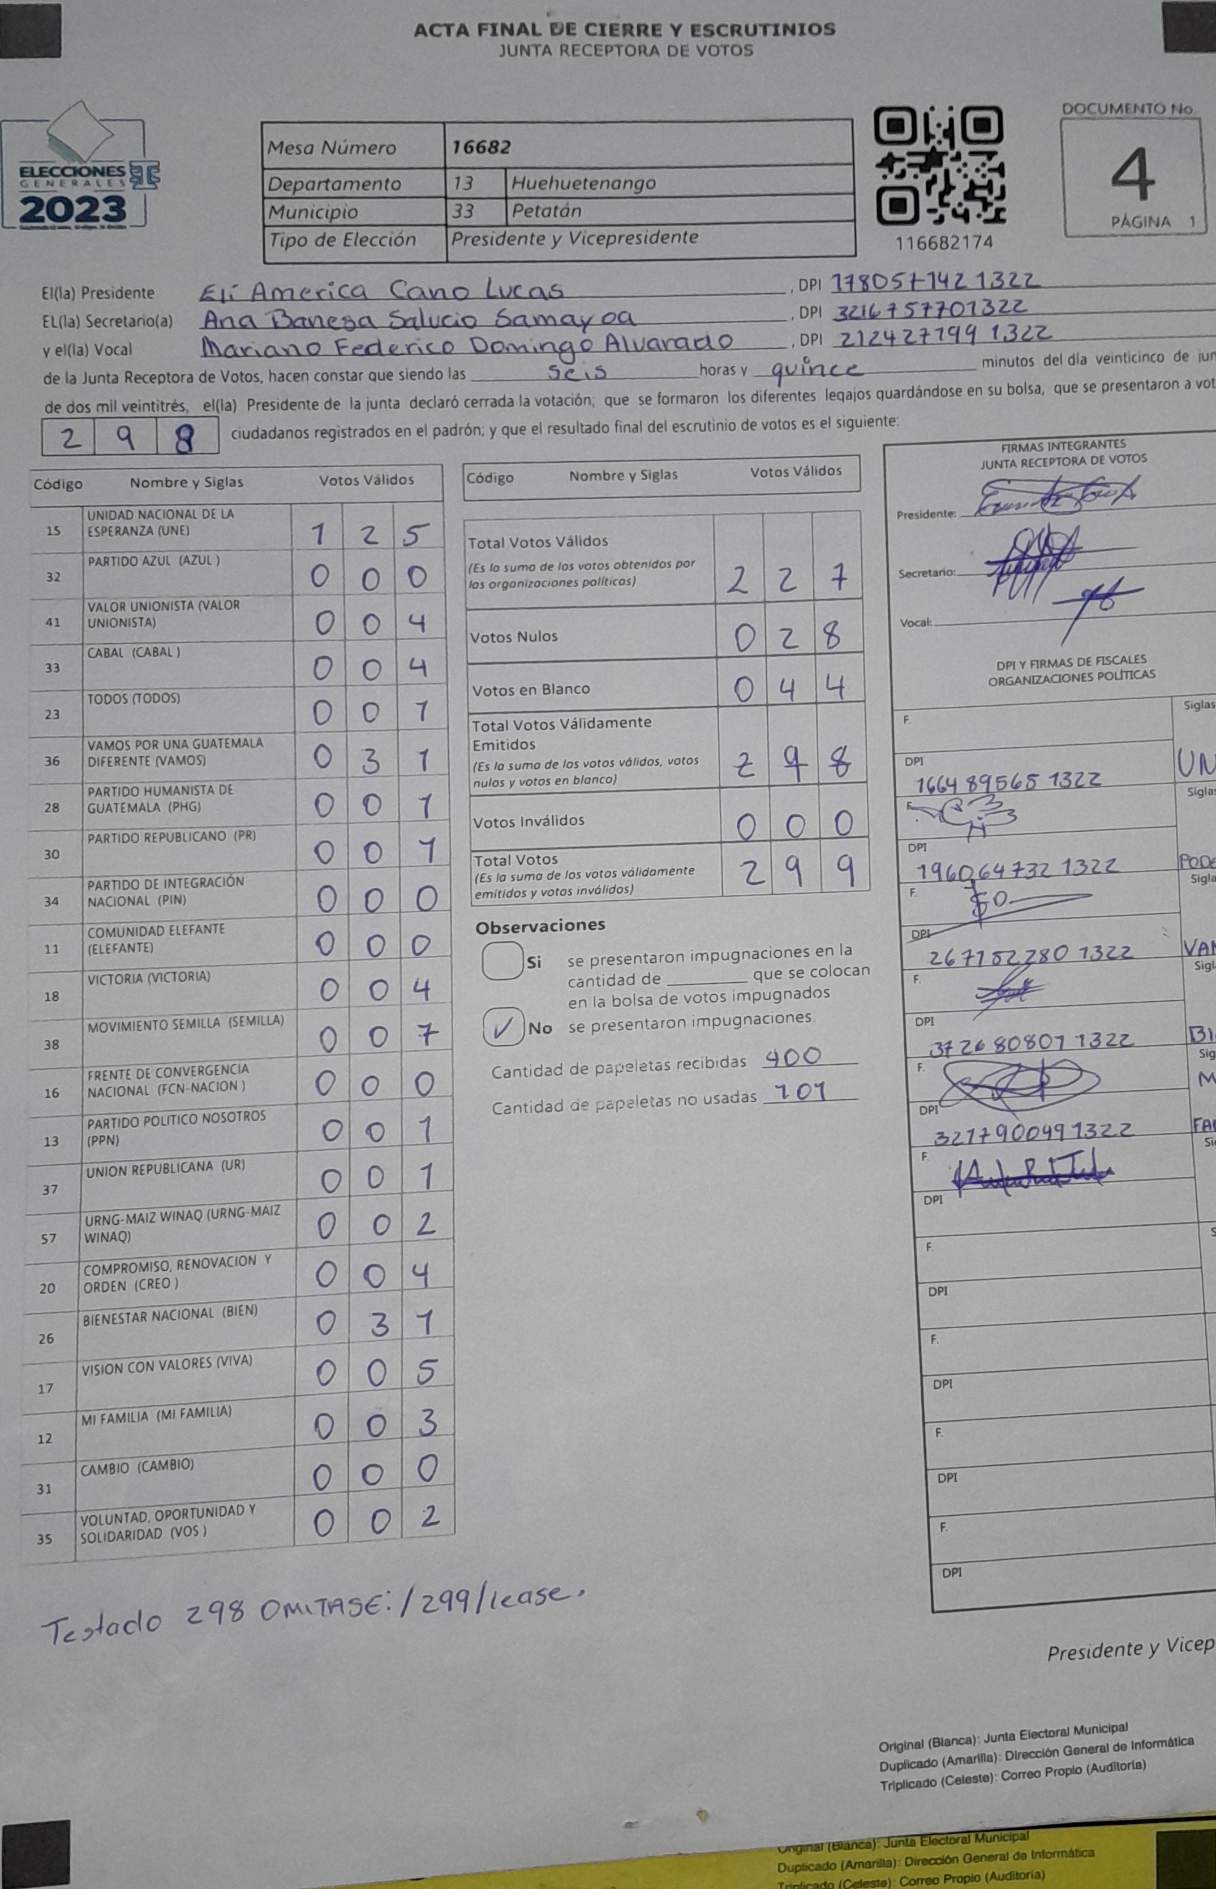 ACTA FINAL DE CIERRE Y ESCRUTINIOS
JUNTA RECEPTORA DE VOTOS
ELECCIONES
GENERALES
2023
Mesa Número 16682
Departamento 13 Huehuetenango
Municipio 33 Petatán
Tipo de Elección Presidente y Vicepresidente
116682174
DOCUMENTO No.
4
PÁGINA 1
El(la) Presidente Eli America Cano Lucas, DPI
EL(la) Secretario(a) Ana Banesa Salucio Samayoa, DPI 3216757701322
y el(la) Vocal Mariano Federico Domingo Alvarado, DPI 2124277991322
de la Junta Receptora de Votos, hacen constar que siendo las seis horas y quince minutos del día veinticinco de jun
de dos mil veintitrés, el(la) Presidente de la junta declaró cerrada la votación; que se formaron los diferentes legajos guardándose en su bolsa, que se presentaron a vot
298 ciudadanos registrados en el padrón; y que el resultado final del escrutinio de votos es el siguiente:
Código Nombre y Siglas Votos Válidos
15 UNIDAD NACIONAL DE LA ESPERANZA (UNE) 1 2 5
32 PARTIDO AZUL (AZUL ) 0 0 0
41 VALOR UNIONISTA (VALOR UNIONISTA) 0 0 4
33 CABAL (CABAL ) 0 0 4
23 TODOS (TODOS) 0 0 1
36 VAMOS POR UNA GUATEMALA DIFERENTE (VAMOS) 0 3 1
28 PARTIDO HUMANISTA DE GUATEMALA (PHG) 0 0 1
30 PARTIDO REPUBLICANO (PR) 0 0 1
34 PARTIDO DE INTEGRACIÓN NACIONAL (PIN) 0 0 0
11 COMUNIDAD ELEFANTE (ELEFANTE) 0 0 0
18 VICTORIA (VICTORIA) 0 0 4
38 MOVIMIENTO SEMILLA (SEMILLA) 0 0 7
16 FRENTE DE CONVERGENCIA NACIONAL (FCN-NACION ) 0 0 0
13 PARTIDO POLITICO NOSOTROS (PPN) 0 0 1
37 UNION REPUBLICANA (UR) 0 0 1
57 URNG-MAIZ WINAQ (URNG-MAIZ WINAQ) 0 0 2
20 COMPROMISO, RENOVACION Y ORDEN (CREO ) 0 0 4
26 BIENESTAR NACIONAL (BIEN) 0 3 1
17 VISION CON VALORES (VIVA) 0 0 5
12 MI FAMILIA (MI FAMILIA) 0 0 3
31 CAMBIO (CAMBIO) 0 0 0
35 VOLUNTAD, OPORTUNIDAD Y SOLIDARIDAD (VOS ) 0 0 2
Testado 298 OMITASE: /299/lease.
Código Nombre y Siglas Votos Válidos
Total Votos Válidos
(Es la suma de los votos obtenidos por
las organizaciones políticas) 2 2 7
Votos Nulos 0 2 8
Votos en Blanco 0 4 4
Total Votos Válidamente
Emitidos
(Es la suma de los votos válidos, votos
nulos y votos en blanco) 2 9 8
Votos Inválidos 0 0 0
Total Votos
(Es la suma de los votos válidamente
emitidos y votos inválidos) 2 9 9
Observaciones
Si se presentaron impugnaciones en la
cantidad de ______ que se colocan
en la bolsa de votos impugnados
✓ No se presentaron impugnaciones.
Cantidad de papeletas recibidas 400
Cantidad de papeletas no usadas 101
FIRMAS INTEGRANTES
JUNTA RECEPTORA DE VOTOS
Presidente:
Secretario:
Vocal:
DPI Y FIRMAS DE FISCALES
ORGANIZACIONES POLÍTICAS
F. Siglas
DPI 1664895651322 UN
F. Siglas
DPI 1960647321322 PODE
F. Sigla
DPI 2671522801322 VAM
F. Sigl
DPI 3726808071322 BI
F. Sig
M
DPI 3217900491322 FA
F. Si
DPI
F.
DPI
F.
DPI
F.
DPI
F.
DPI
Presidente y Vicep
Original (Blanca): Junta Electoral Municipal
Duplicado (Amarilla): Dirección General de Informática
Triplicado (Celeste): Correo Propio (Auditoría)
Original (Blanca): Junta Electoral Municipal
Duplicado (Amarilla): Dirección General de Informática
Triplicado (Celeste): Correo Propio (Auditoría)